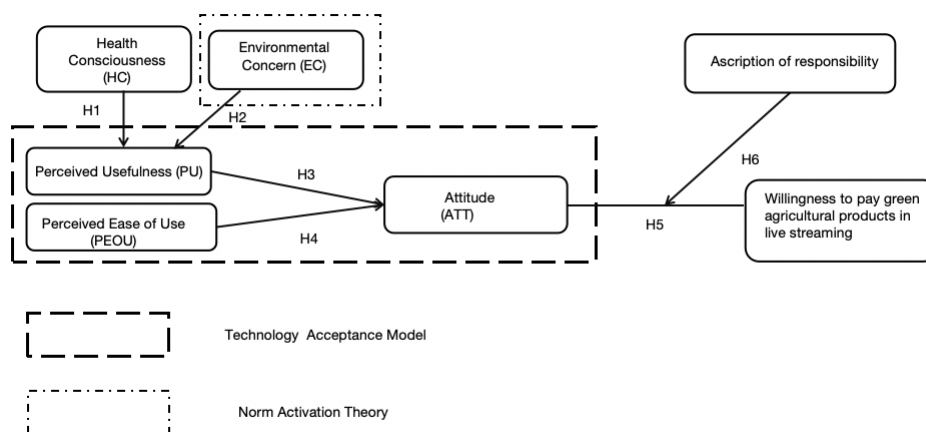 Health
Consciousness
(HC)
Environmental
Concern (EC)
Ascription of responsibility
H1
H2
H6
Perceived Usefulness (PU)
H3
Attitude
(ATT)
Willingness to pay green
agricultural products in
live streaming
Perceived Ease of Use
(PEOU)
H4
H5
Technology Acceptance Model
Norm Activation Theory